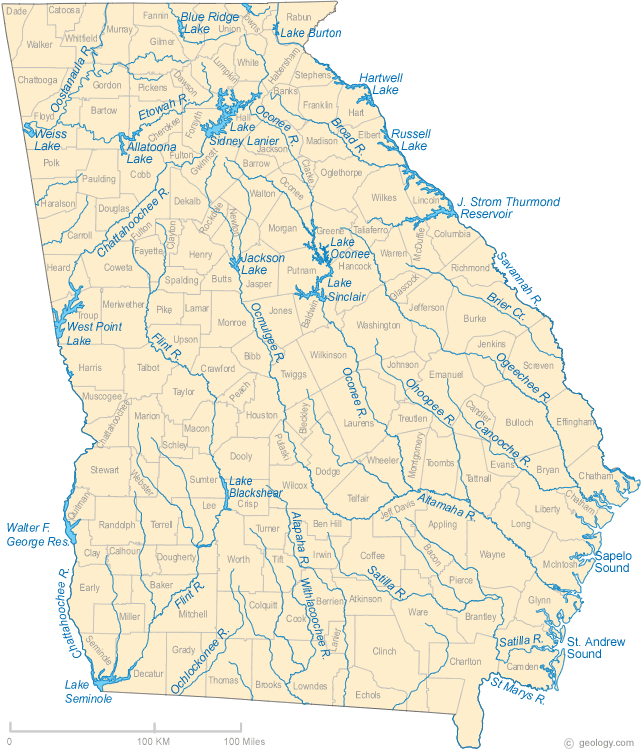 Dade
Catoosa
Fannin
Towns
Rabun
Blue Ridge
Lake
Union
Lake Burton
Walker
Whitfield
Murray
Gilmer
White
Habersham
Lumpkin
Stephens
Hartwell
Lake
Chattooga
Gordon
Pickens
Dawson
Banks
Franklin
Hart
Oostanaula R.
Floyd
Bartow
Etowah R.
Cherokee
Forsyth
Hall
Lake
Sidney Lanier
Oconee R.
Madison
Broad R.
Elbert
Russell
Lake
Weiss
Lake
Allatoona
Lake
Fulton
Gwinnett
Jackson
Barrow
Clarke
Oglethorpe
Polk
Paulding
Cobb
Walton
Oconee
Wilkes
Lincoln
J. Strom Thurmond
Reservoir
Haralson
Douglas
Dekalb
Rockdale
Newton
Morgan
Greene
Taliaferro
McDuffie
Columbia
Carroll
Chattahoochee R.
Fulton
Clayton
Fayette
Henry
Jackson
Lake
Lake
Oconee
Warren
Richmond
Savannah R.
Heard
Coweta
Spalding
Butts
Jasper
Putnam
Hancock
Glascock
Brier Cr.
Troup
Meriwether
Pike
Lamar
Monroe
Jones
Baldwin
Lake
Sinclair
Washington
Jefferson
Burke
West Point
Lake
Upson
Flint R.
Ocmulgee R.
Bibb
Wilkinson
Jenkins
Screven
Ogeechee R.
Harris
Talbot
Crawford
Twiggs
Johnson
Emanuel
Oconee R.
Ohoopee R.
Muscogee
Taylor
Peach
Houston
Bleckley
Laurens
Treutlen
Candler
Bulloch
Effingham
Canooche R.
Chattahoochee
Marion
Schley
Macon
Pulaski
Dooly
Dodge
Wheeler
Montgomery
Toombs
Tattnall
Evans
Bryan
Chatham
Stewart
Webster
Sumter
Lake
Blackshear
Wilcox
Crisp
Telfair
Jeff Davis
Altamaha R.
Appling
Long
Liberty
Chatham
Quitman
Walter F.
George Res.
Randolph
Terrell
Lee
Turner
Alapaha R.
Ben Hill
Irwin
Coffee
Bacon
Wayne
McIntosh
Sapelo
Sound
Clay
Calhoun
Dougherty
Worth
Tift
Satilla R.
Pierce
Chattahoochee R.
Early
Baker
Flint R.
Mitchell
Colquitt
Cook
Withlacoochee R.
Berrien
Atkinson
Ware
Brantley
Glynn
Miller
Seminole
Decatur
Grady
Ochlockonee R.
Thomas
Brooks
Lowndes
Lanier
Clinch
Echols
Charlton
Satilla R.
Camden
St. Andrew
Sound
St Marys R.
Lake
Seminole
0
100 KM
100 Miles
© geology.com